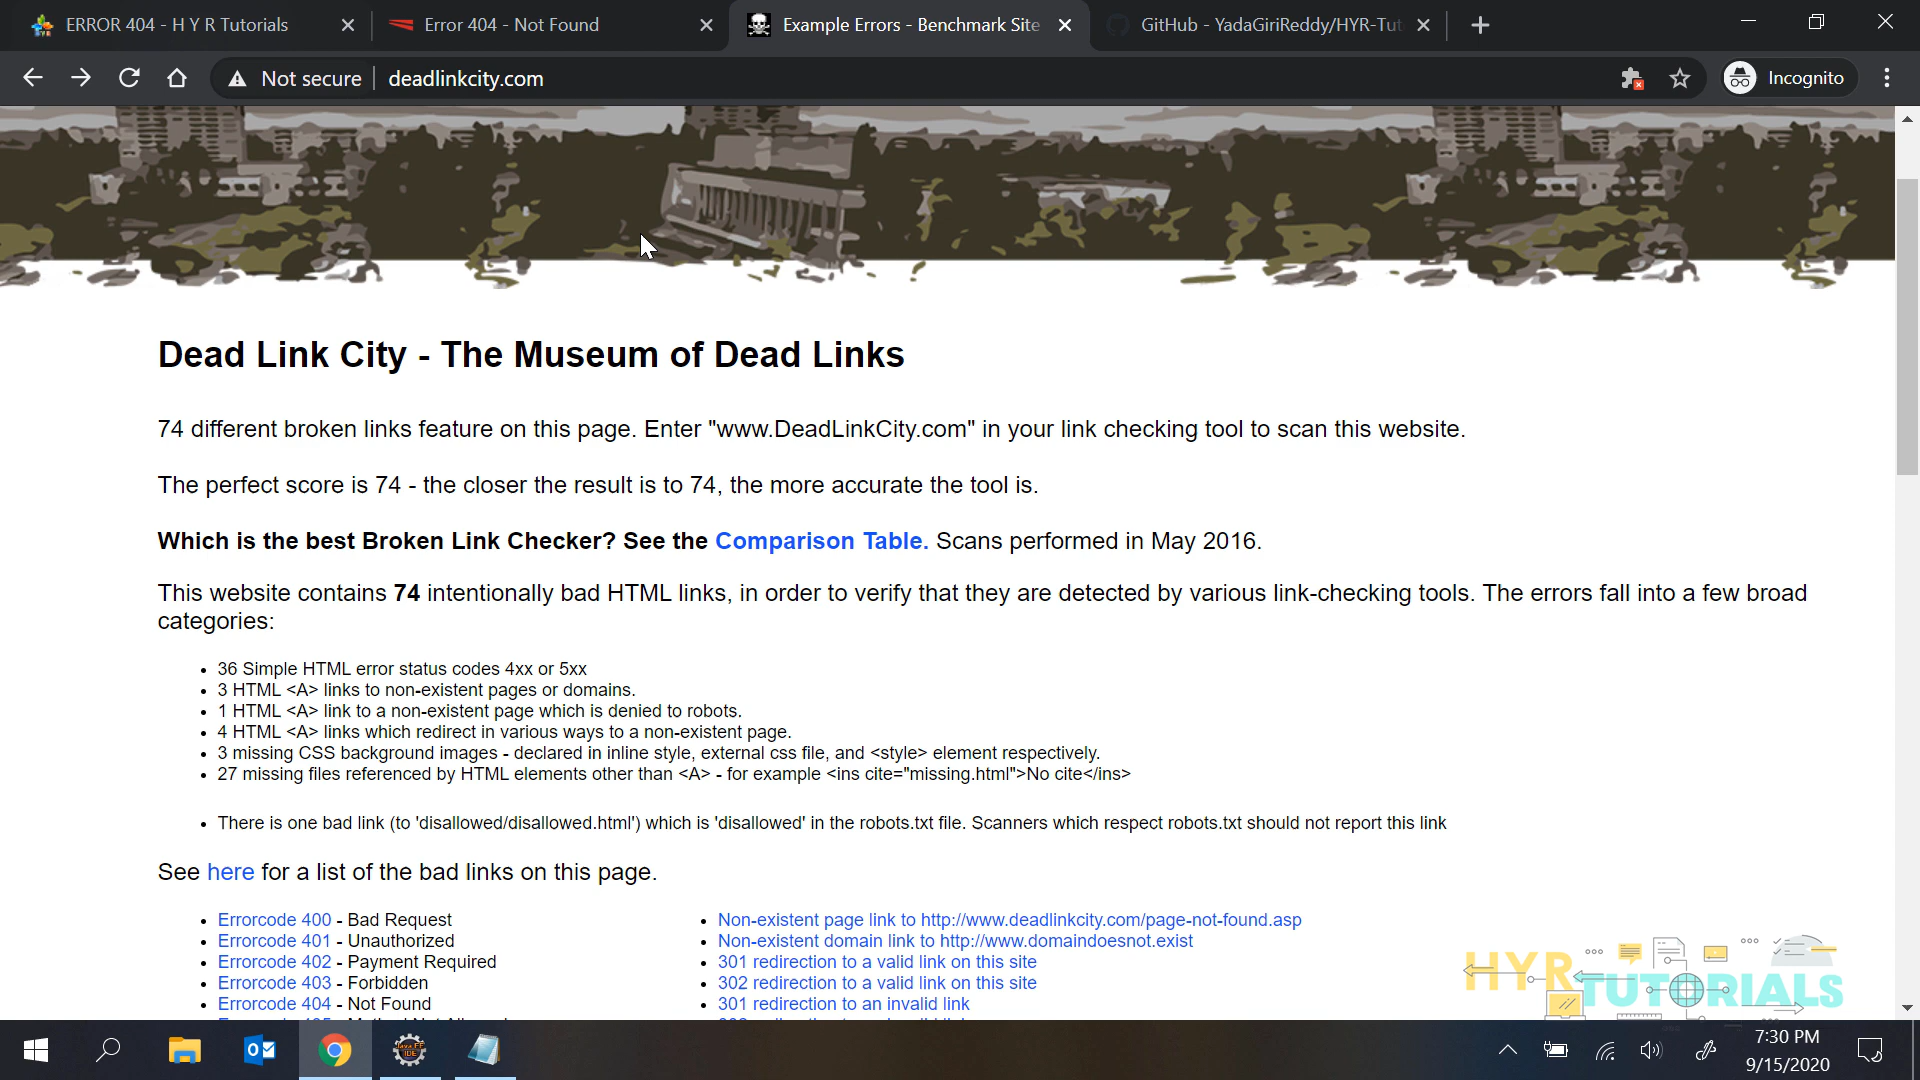 ERROR 404 - H Y R Tutorials
Error 404 - Not Found
Example Errors - Benchmark Site
GitHub - YadaGiriReddy/HYR-Tut
Not secure
deadlinkcity.com
Incognito
Dead Link City - The Museum of Dead Links
74 different broken links feature on this page. Enter "www.DeadLinkCity.com" in your link checking tool to scan this website.
The perfect score is 74 - the closer the result is to 74, the more accurate the tool is.
Which is the best Broken Link Checker? See the Comparison Table. Scans performed in May 2016.
This website contains 74 intentionally bad HTML links, in order to verify that they are detected by various link-checking tools. The errors fall into a few broad
categories:
• 36 Simple HTML error status codes 4xx or 5xx
• 3 HTML <A> links to non-existent pages or domains.
• 1 HTML <A> link to a non-existent page which is denied to robots.
• 4 HTML <A> links which redirect in various ways to a non-existent page.
• 3 missing CSS background images - declared in inline style, external css file, and <style> element respectively.
• 27 missing files referenced by HTML elements other than <A> - for example <ins cite="missing.html">No cite</ins>
• There is one bad link (to 'disallowed/disallowed.html') which is 'disallowed' in the robots.txt file. Scanners which respect robots.txt should not report this link
See here for a list of the bad links on this page.
• Errorcode 400 - Bad Request
• Errorcode 401 - Unauthorized
• Errorcode 402 - Payment Required
• Errorcode 403 - Forbidden
• Errorcode 404 - Not Found
• Non-existent page link to http://www.deadlinkcity.com/page-not-found.asp
• Non-existent domain link to http://www.domaindoesnot.exist
• 301 redirection to a valid link on this site
• 302 redirection to a valid link on this site
• 301 redirection to an invalid link
HYR
TUTORIALS
Java EE
IDE
7:30 PM
9/15/2020